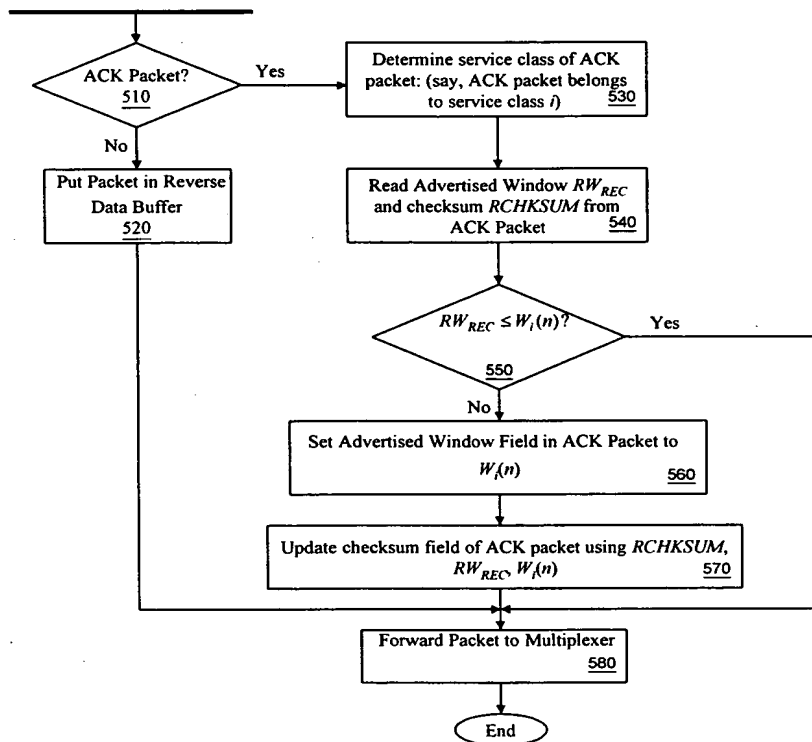 ACK Packet?
510
Yes
No
Determine service class of ACK
packet: (say, ACK packet belongs
to service class i)
530
Put Packet in Reverse
Data Buffer
520
Read Advertised Window RW_REC
and checksum RCHKSUM from
ACK Packet
540
RW_REC ≤ W_i(n)?
550
Yes
No
Set Advertised Window Field in ACK Packet to
W_i(n)
560
Update checksum field of ACK packet using RCHKSUM,
RW_REC, W_i(n)
570
Forward Packet to Multiplexer
580
End